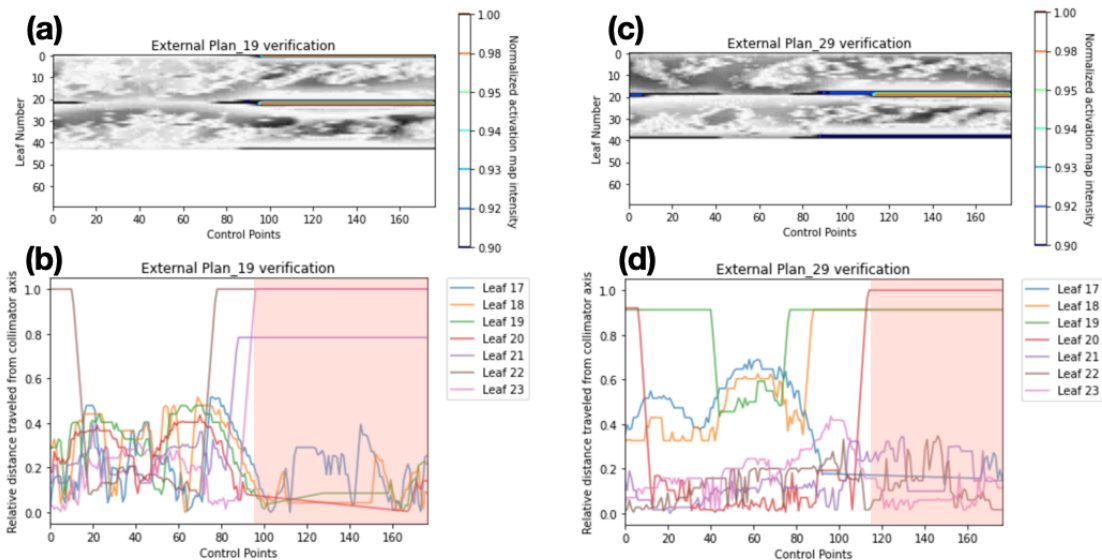 (a)
External Plan_19 verification
Leaf Number
0
10
20
30
40
50
60
0 20 40 60 80 100 120 140 160
Control Points
1.00
0.98
0.95
0.94
0.93
0.92
0.90
Normalized activation map intensity
(c)
External Plan_29 verification
Leaf Number
0
10
20
30
40
50
60
0 20 40 60 80 100 120 140 160
Control Points
1.00
0.98
0.95
0.94
0.93
0.92
0.90
Normalized activation map intensity
(b)
External Plan_19 verification
Relative distance traveled from collimator axis
1.0
0.8
0.6
0.4
0.2
0.0
0 20 40 60 80 100 120 140 160
Control Points
Leaf 17
Leaf 18
Leaf 19
Leaf 20
Leaf 21
Leaf 22
Leaf 23
(d)
External Plan_29 verification
Relative distance traveled from collimator axis
1.0
0.8
0.6
0.4
0.2
0.0
0 20 40 60 80 100 120 140 160
Control Points
Leaf 17
Leaf 18
Leaf 19
Leaf 20
Leaf 21
Leaf 22
Leaf 23